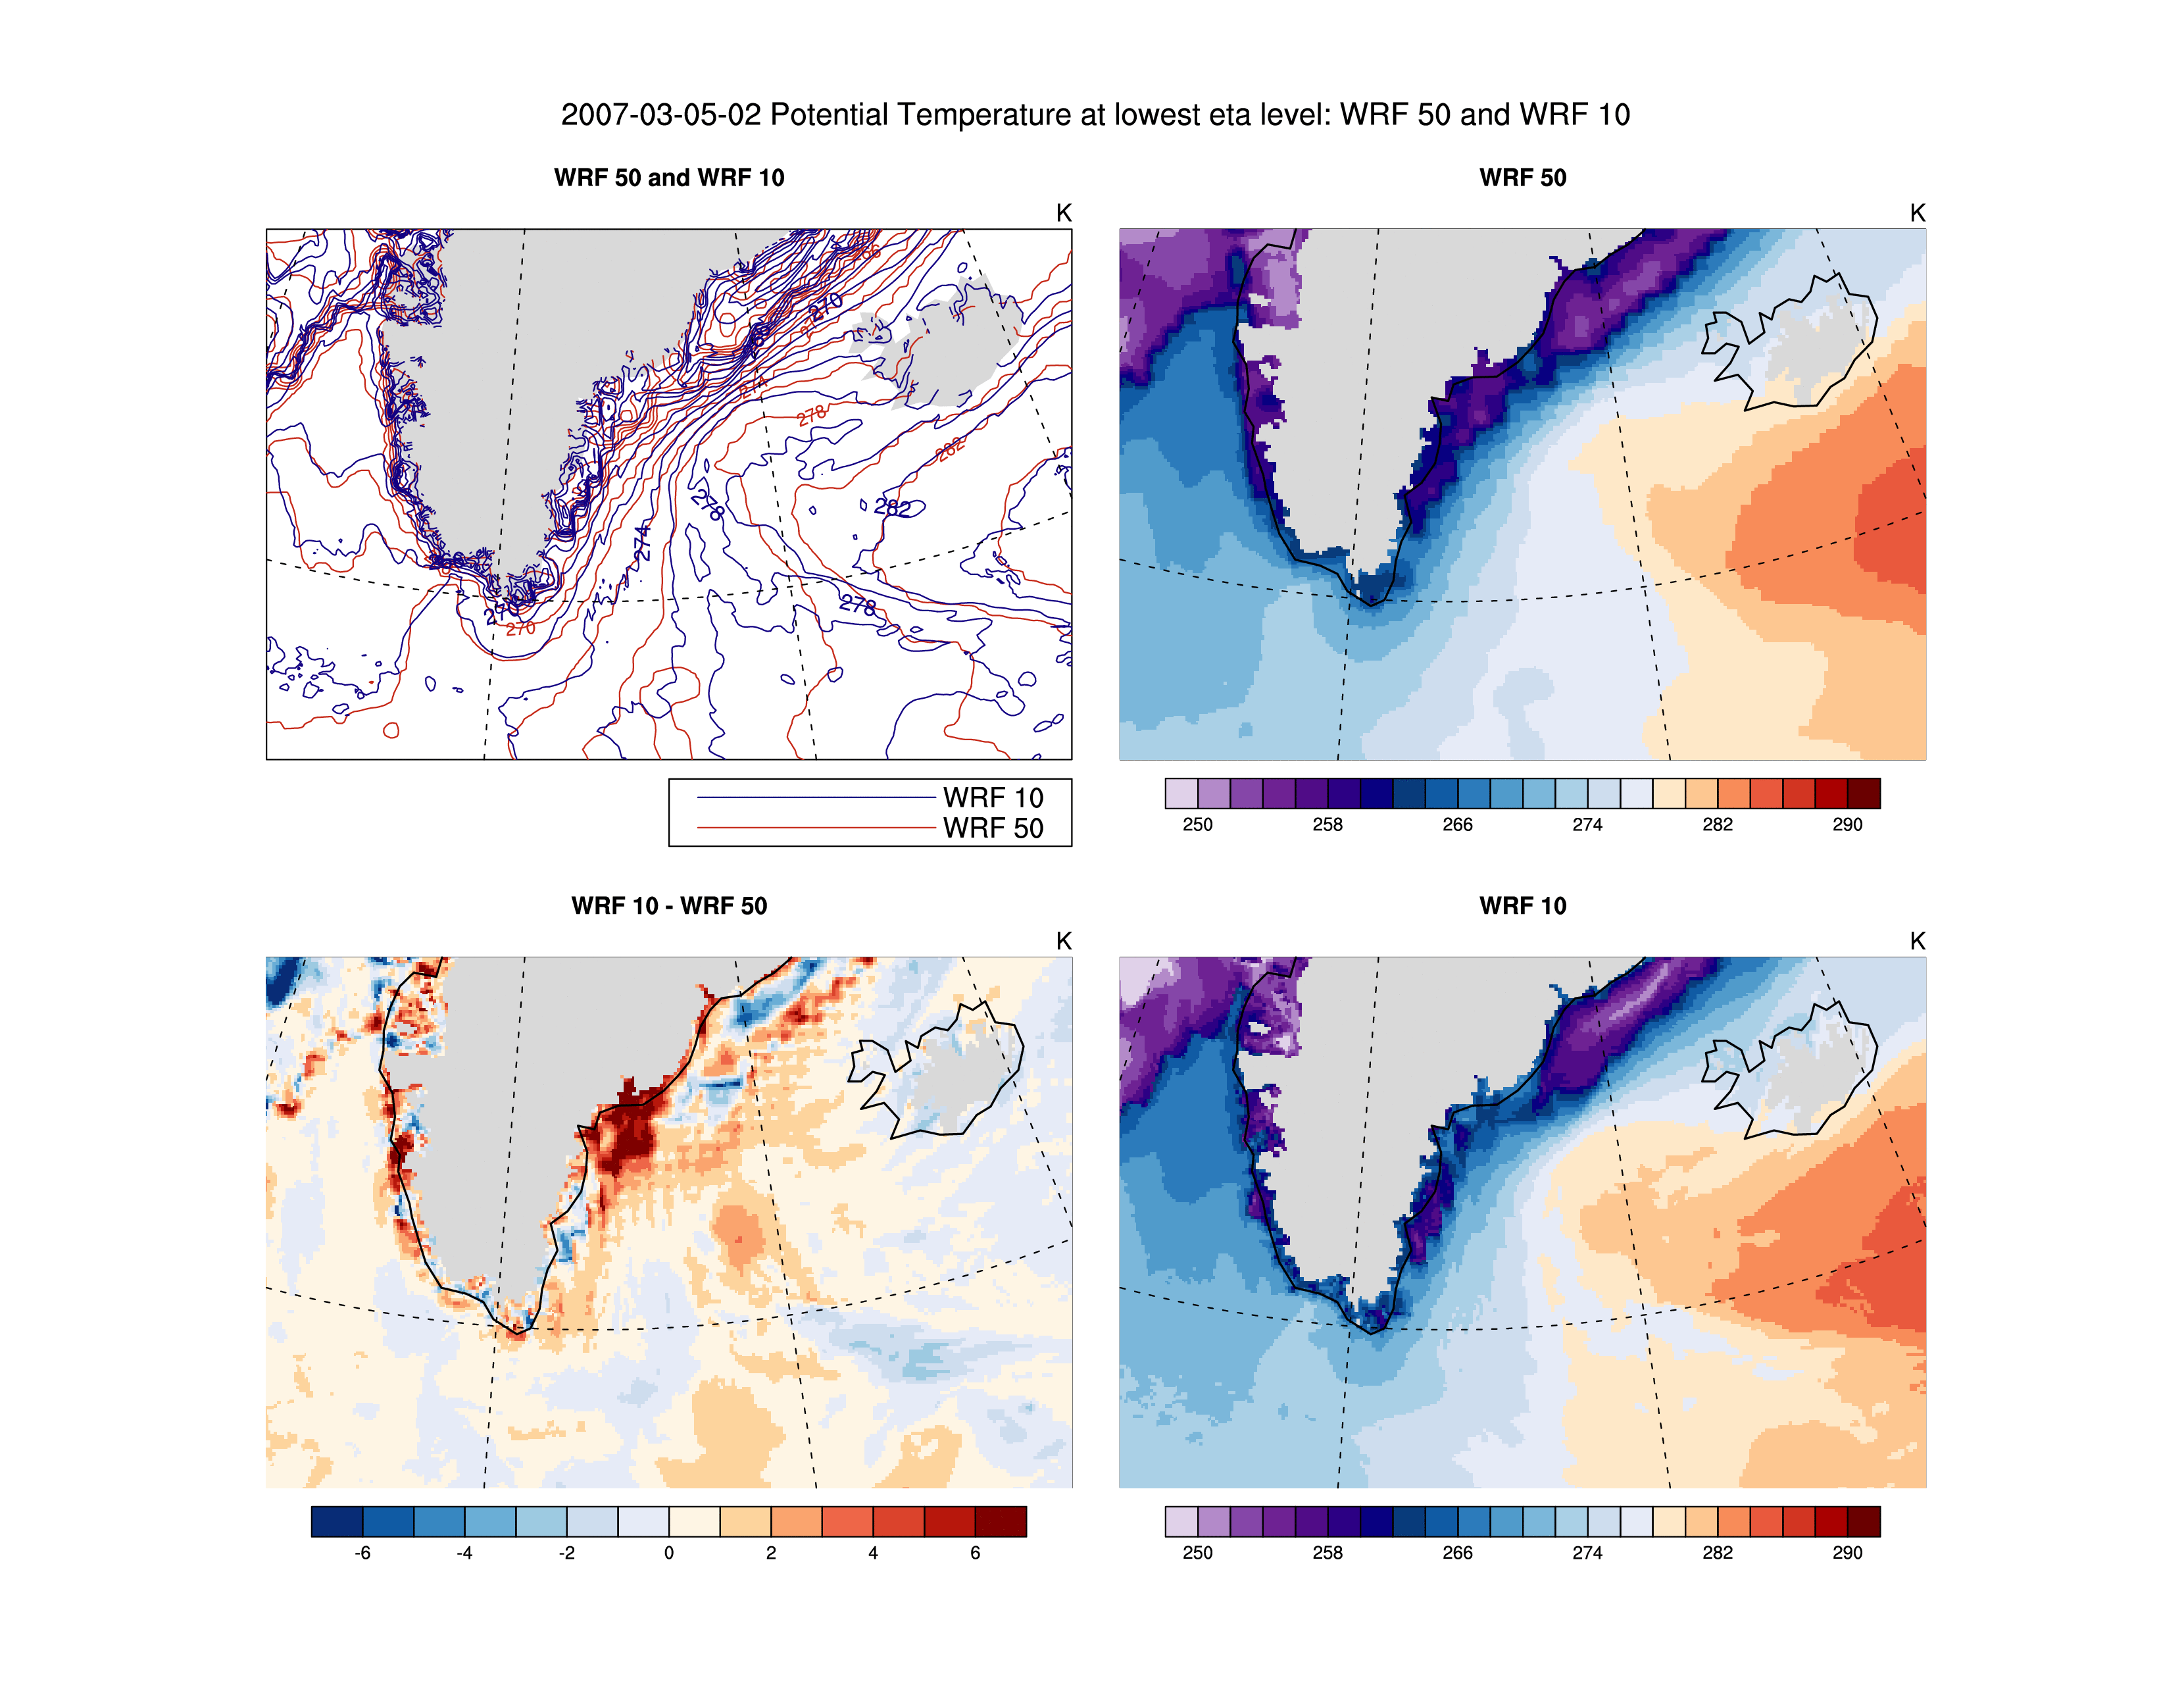 2007-03-05-02 Potential Temperature at lowest eta level: WRF 50 and WRF 10
WRF 50 and WRF 10
K
270
274
278
282
282
278
274
278
270
WRF 10
WRF 50
WRF 50
K
250 258 266 274 282 290
WRF 10 - WRF 50
K
-6 -4 -2 0 2 4 6
WRF 10
K
250 258 266 274 282 290